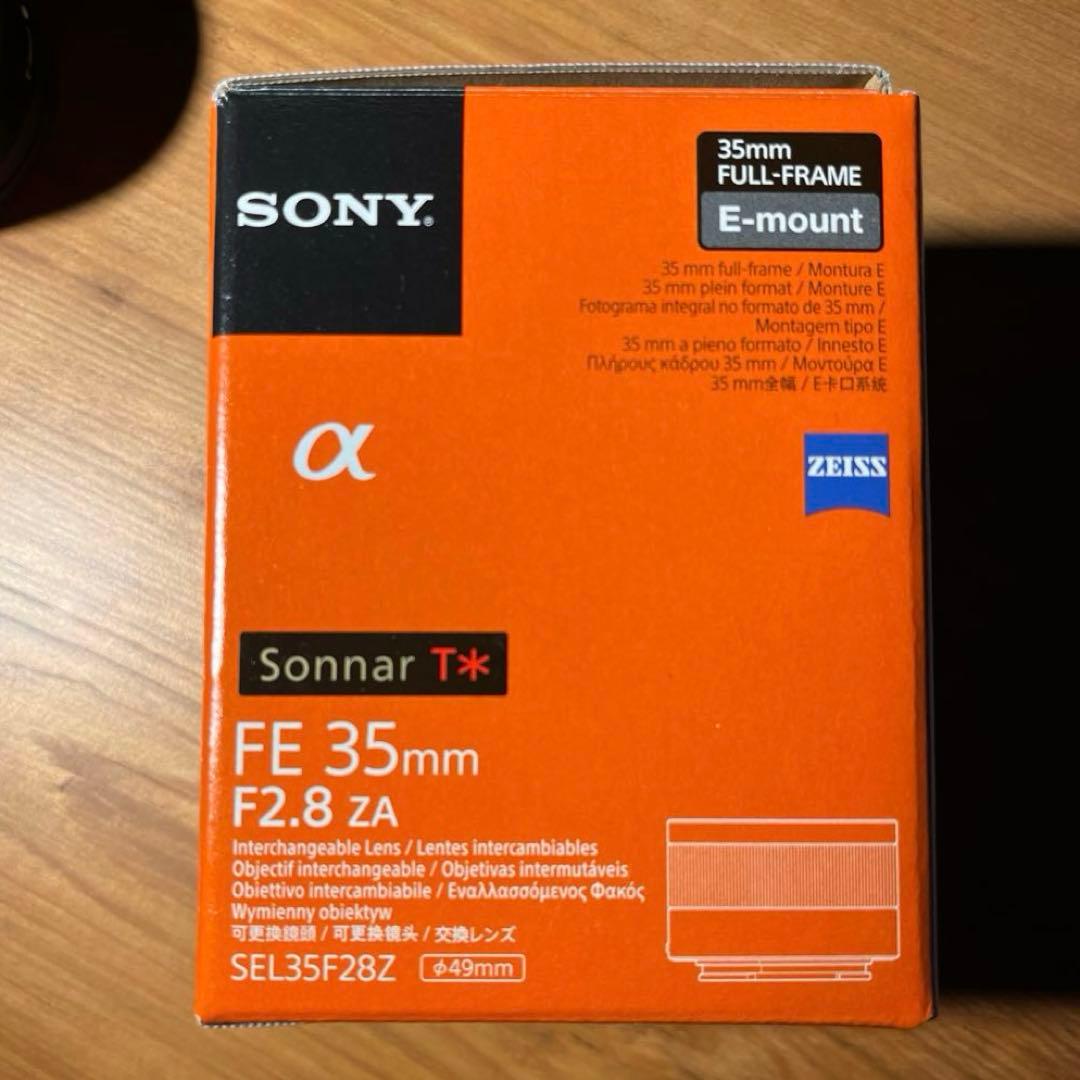 SONY®
35mm
FULL-FRAME
E-mount
35 mm full-frame / Montura E
35 mm plein format / Monture E
Fotograma integral no formato de 35 mm /
Montagem tipo E
35 mm a pieno formato / Innesto E
Πλήρους κάδρου 35 mm / Μοντούρα E
35 mm全幅 / E卡口系統
α
ZEISS
Sonnar T*
FE 35mm
F2.8 ZA
Interchangeable Lens / Lentes intercambiables
Objectif interchangeable / Objetivas intermutáveis
Obiettivo intercambiabile / Εναλλασσόμενος Φακός
Wymienny obiektyw
可更換鏡頭 / 可更换镜头 / 交換レンズ
SEL35F28Z ϕ49mm